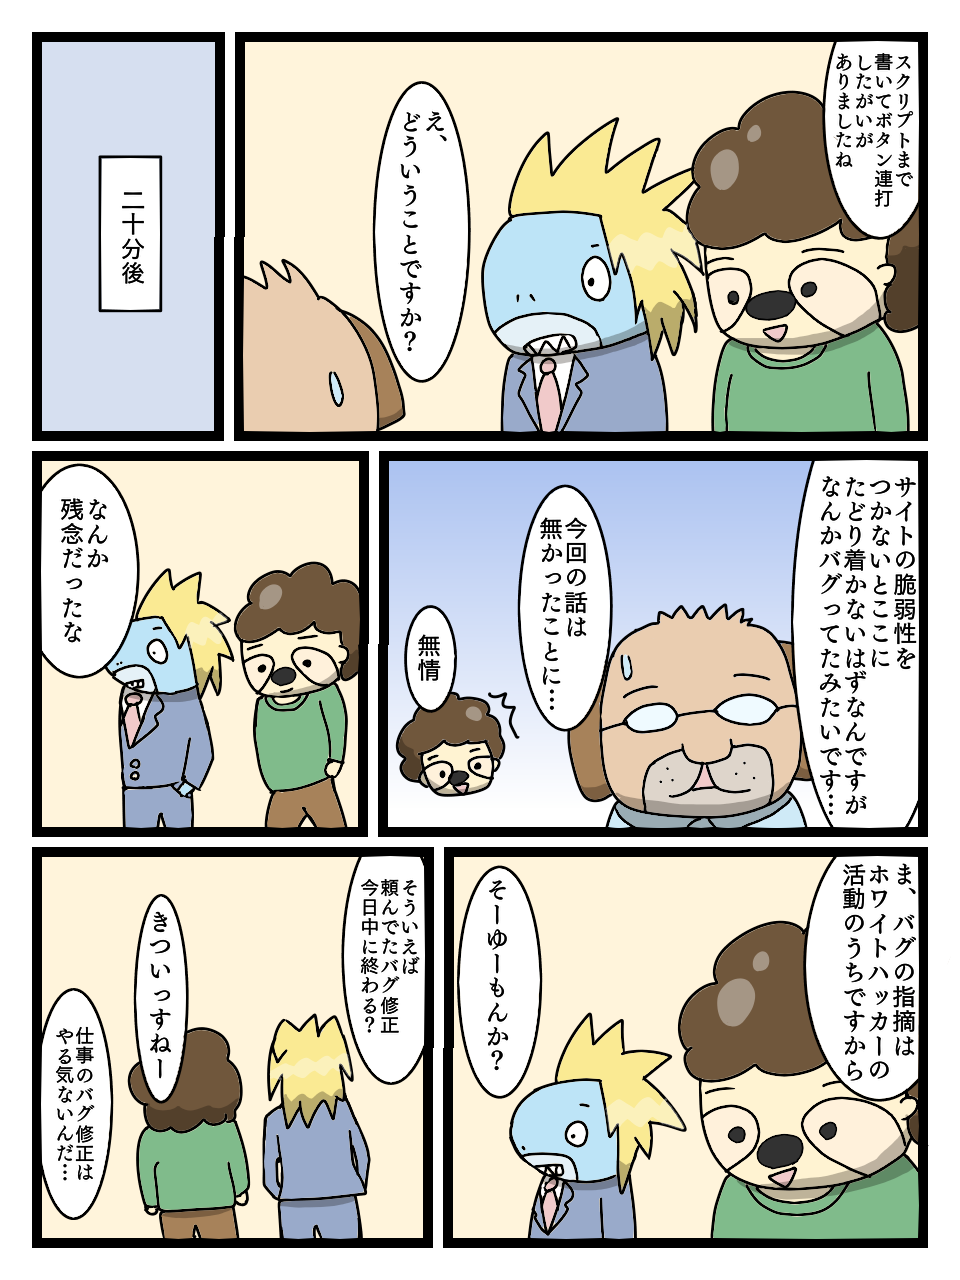 スクリプトまで
書いてボタン連打
したがいが
ありましたね
え、
どういうことですか？
二十分後
サイトの脆弱性を
つかないとここに
たどり着かないはずなんですが
なんかバグってたみたいです…
今回の話は
無かったことに…
無情
なんか
残念だったな
ま、バグの指摘は
ホワイトハッカーの
活動のうちですから
そーゆーもんか？
そういえば
頼んでたバグ修正
今日中に終わる？
きついっすねー
仕事のバグ修正は
やる気ないんだ…